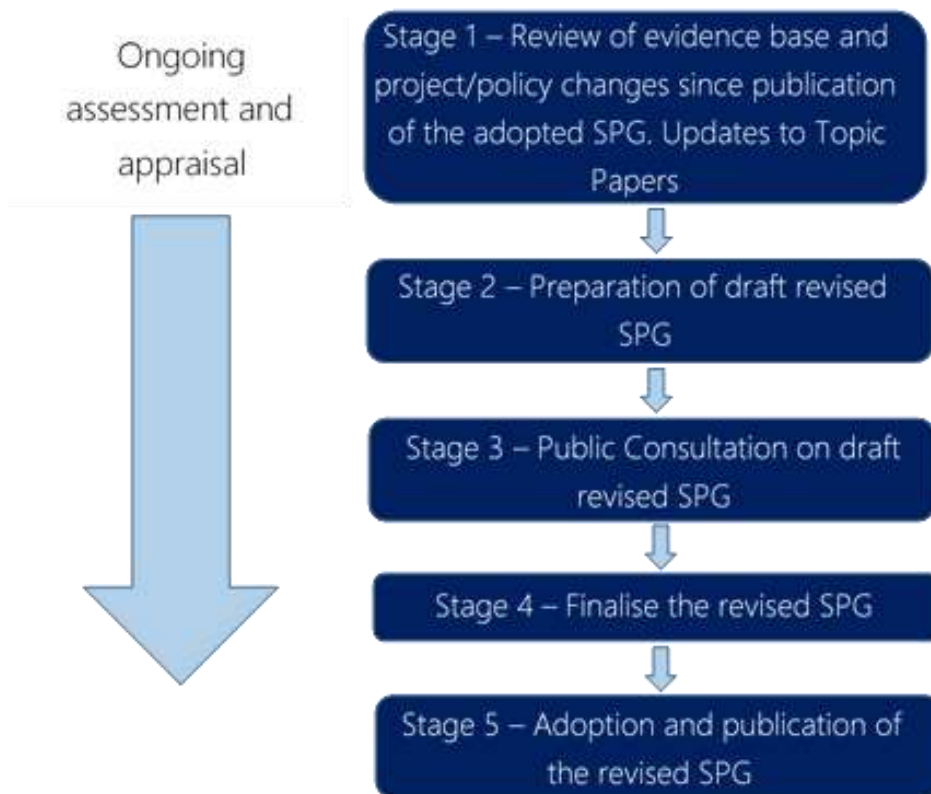 Ongoing
assessment and
appraisal
Stage 1 – Review of evidence base and
project/policy changes since publication
of the adopted SPG. Updates to Topic
Papers
Stage 2 – Preparation of draft revised
SPG
Stage 3 – Public Consultation on draft
revised SPG
Stage 4 – Finalise the revised SPG
Stage 5 – Adoption and publication of
the revised SPG